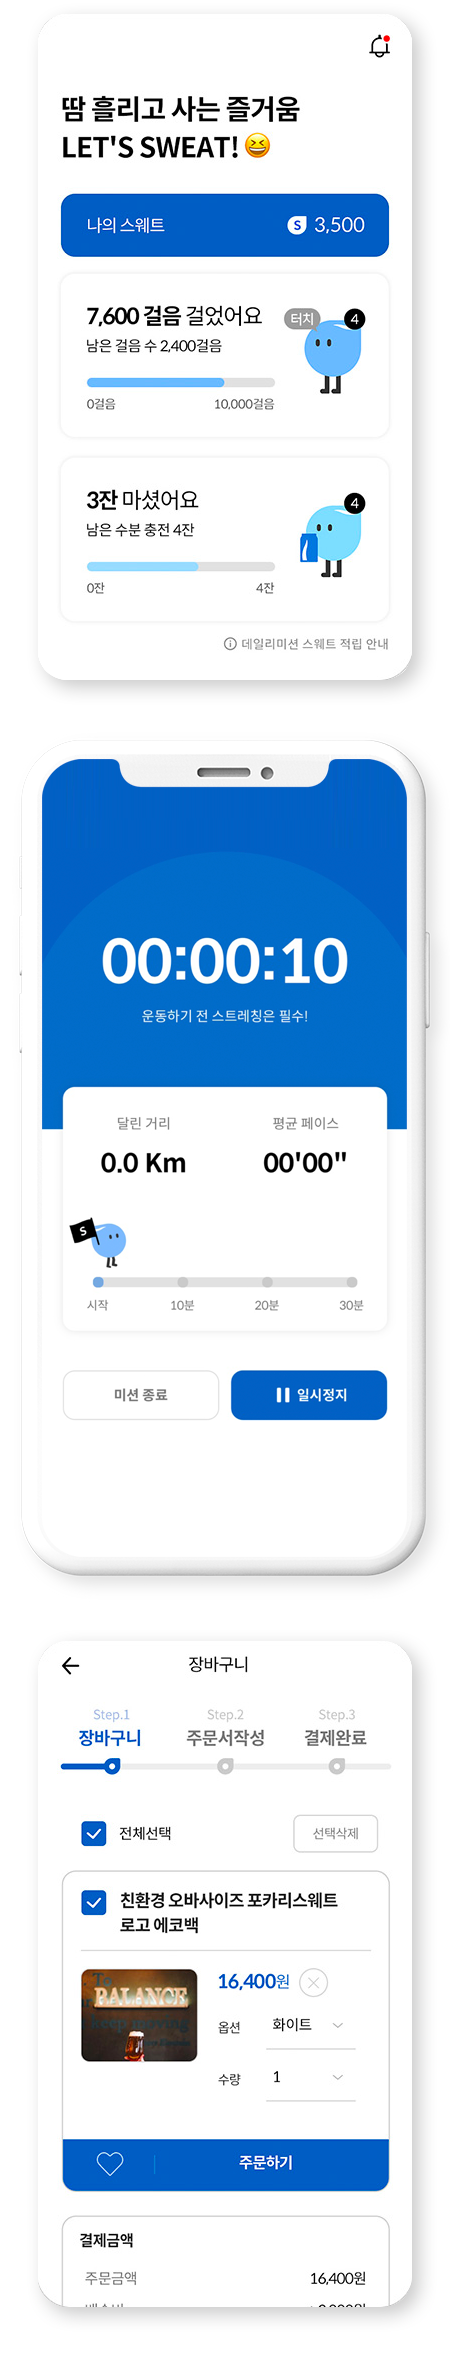 땀 흘리고 사는 즐거움
LET'S SWEAT! 😆
나의 스웨트
S 3,500
7,600 걸음 걸었어요
터치
4
남은 걸음 수 2,400걸음
0걸음
10,000걸음
3잔 마셨어요
4
남은 수분 충전 4잔
0잔
4잔
데일리미션 스웨트 적립 안내
00:00:10
운동하기 전 스트레칭은 필수!
달린 거리
평균 페이스
0.0 Km
00'00"
S
시작
10분
20분
30분
미션 종료
일시정지
장바구니
Step.1
Step.2
Step.3
장바구니
주문서작성
결제완료
전체선택
선택삭제
친환경 오바사이즈 포카리스웨트
로고 에코백
To
BALANCE
keep moving
16,400원
옵션
화이트
수량
1
주문하기
결제금액
주문금액
16,400원